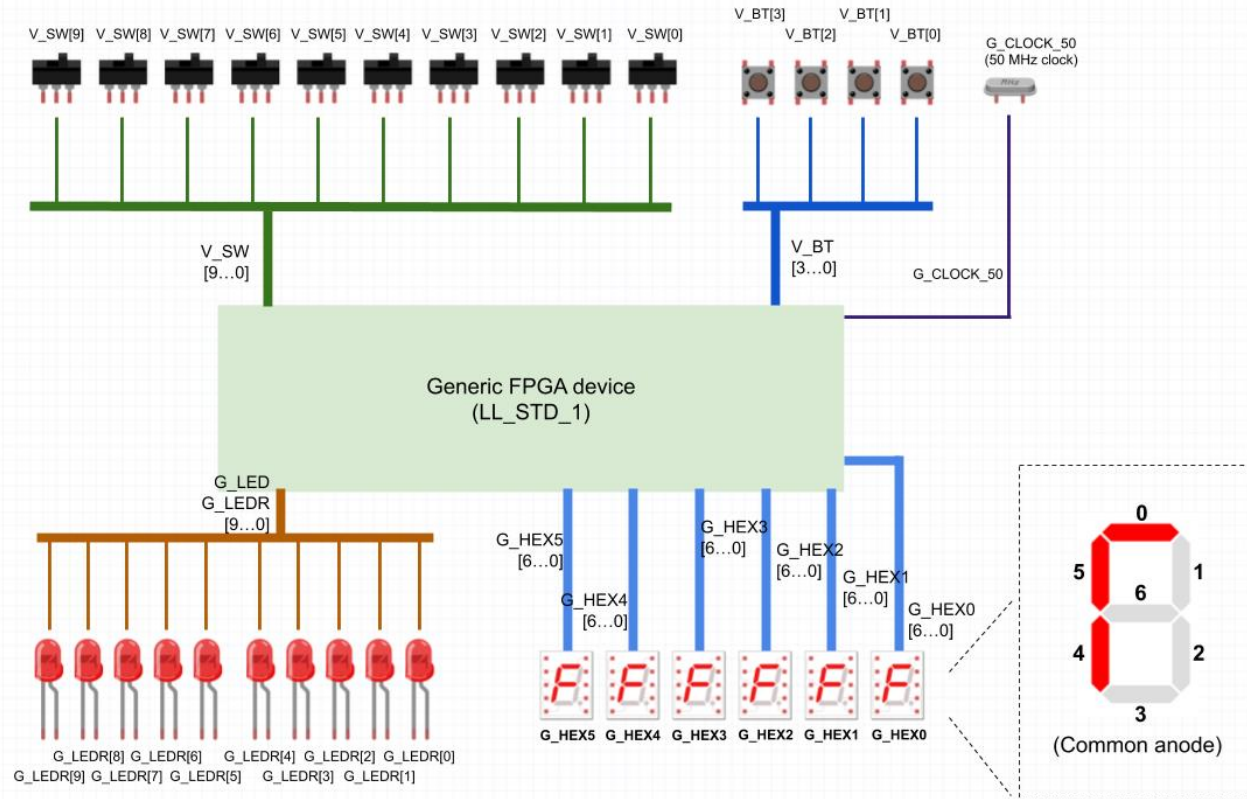 V_SW[9]
V_SW[8]
V_SW[7]
V_SW[6]
V_SW[5]
V_SW[4]
V_SW[3]
V_SW[2]
V_SW[1]
V_SW[0]
V_BT[3]
V_BT[2]
V_BT[1]
V_BT[0]
G_CLOCK_50
(50 MHz clock)
MHz
V_SW
[9...0]
V_BT
[3...0]
G_CLOCK_50
Generic FPGA device
(LL_STD_1)
G_LED
G_LEDR
[9...0]
G_HEX5
[6...0]
G_HEX4
[6...0]
G_HEX3
[6...0]
G_HEX2
[6...0]
G_HEX1
[6...0]
G_HEX0
[6...0]
G_HEX5
G_HEX4
G_HEX3
G_HEX2
G_HEX1
G_HEX0
G_LEDR[8]
G_LEDR[6]
G_LEDR[4]
G_LEDR[2]
G_LEDR[0]
G_LEDR[9]
G_LEDR[7]
G_LEDR[5]
G_LEDR[3]
G_LEDR[1]
0
5
1
6
4
2
3
(Common anode)